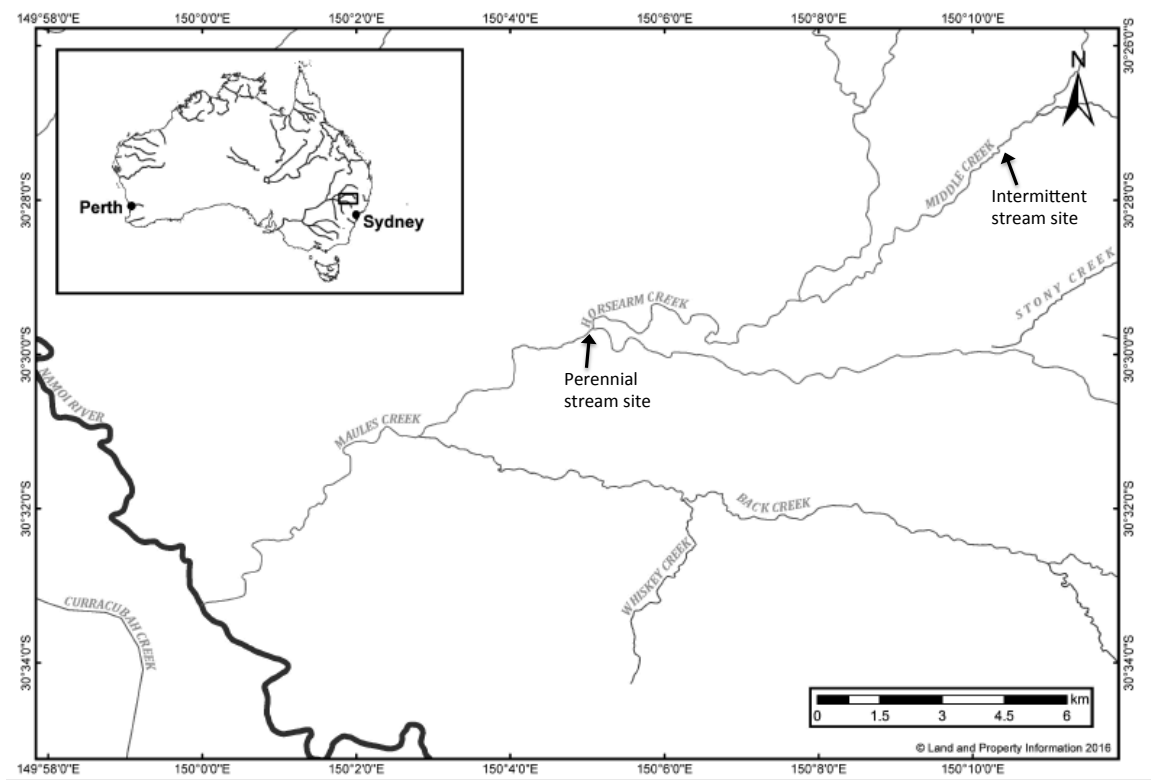 149°58'0"E
150°0'0"E
150°2'0"E
150°4'0"E
150°6'0"E
150°8'0"E
150°10'0"E
30°26'0"S
30°28'0"S
30°30'0"S
30°32'0"S
30°34'0"S
30°26'0"S
30°28'0"S
30°30'0"S
30°32'0"S
30°34'0"S
N
Perth
Sydney
MIDDLE CREEK
Intermittent
stream site
STONY CREEK
HORSEARM CREEK
Perennial
stream site
NAMOI RIVER
MAULES CREEK
BACK CREEK
WHISKEY CREEK
CURRACUBAH CREEK
km
0 1.5 3 4.5 6
© Land and Property Information 2016
149°58'0"E
150°0'0"E
150°2'0"E
150°4'0"E
150°6'0"E
150°8'0"E
150°10'0"E